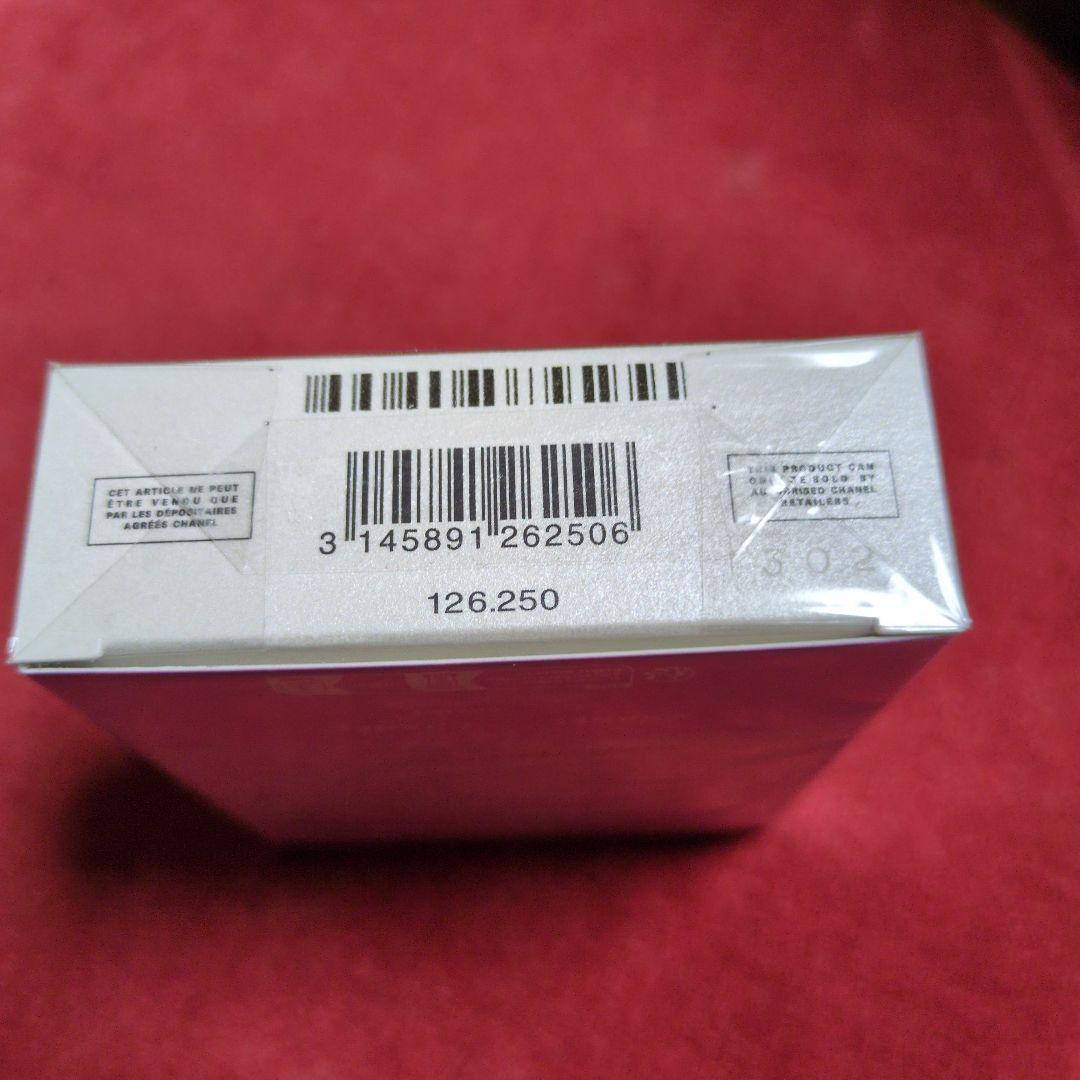 CET ARTICLE NE PEUT
ÊTRE VENDU QUE
PAR LES DÉPOSITAIRES
AGRÉÉS CHANEL
3 145891 262506
126.250
THIS PRODUCT CAN
ONLY BE SOLD BY
AUTHORISED CHANEL
RETAILERS.
302